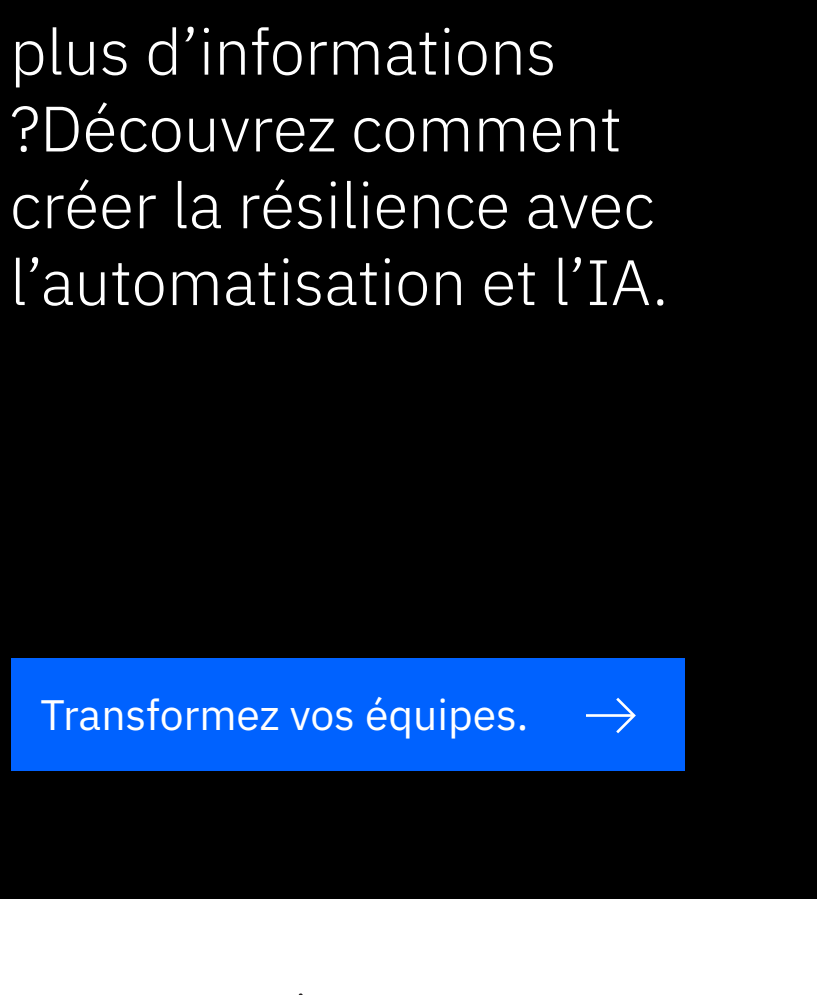 plus d’informations
?Découvrez comment
créer la résilience avec
l’automatisation et l’IA.
Transformez vos équipes.